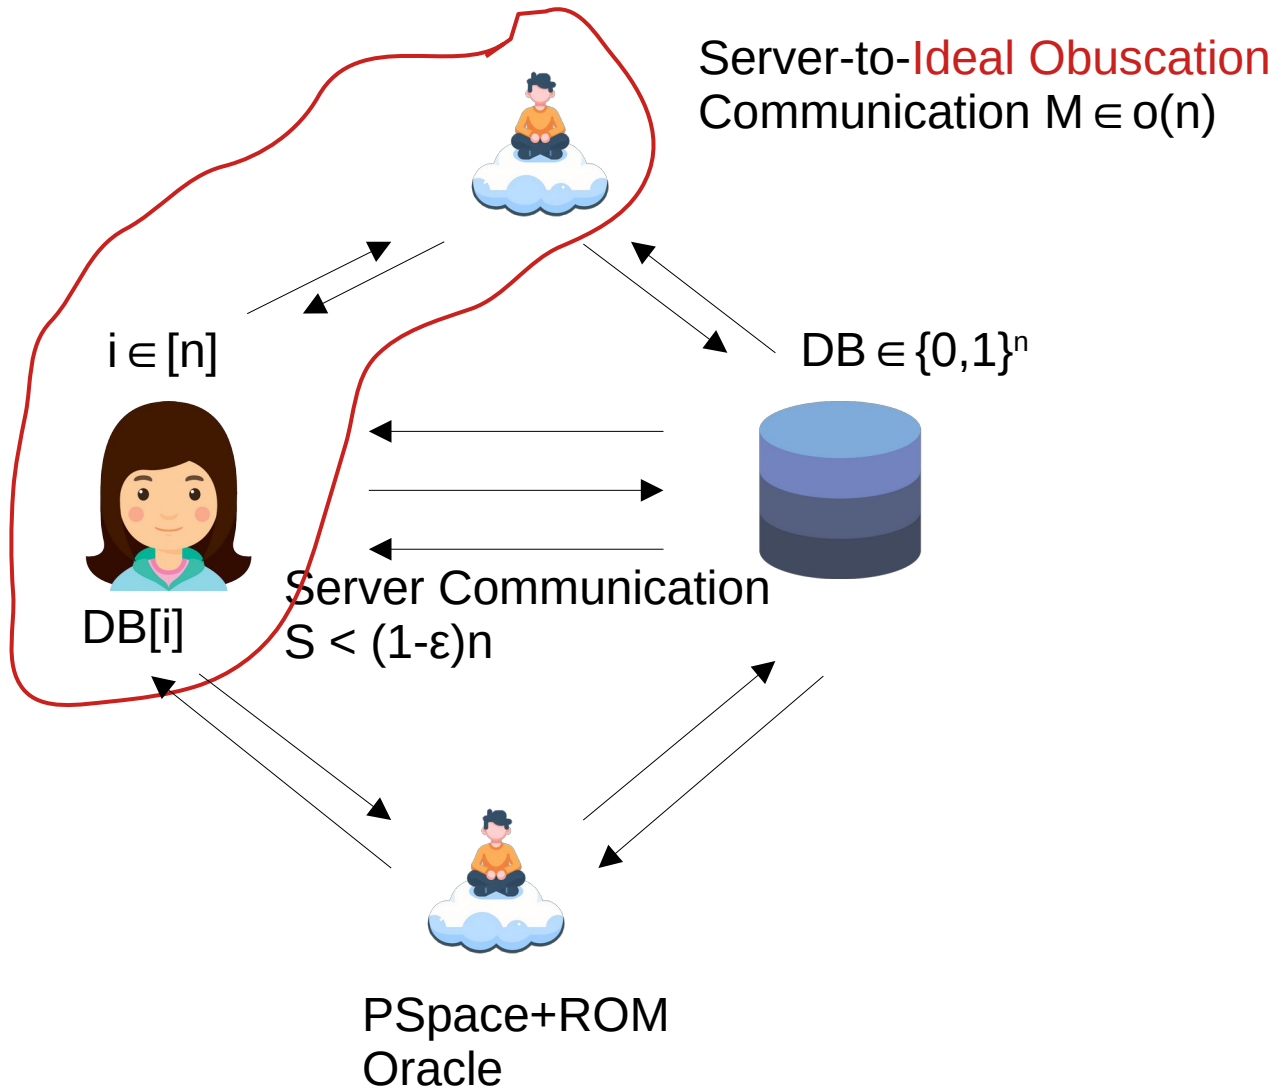 Server-to-Ideal Obuscation
Communication M ∈ o(n)
i ∈ [n]
DB ∈ {0,1}ⁿ
DB[i]
Server Communication
S < (1-ε)n
PSpace+ROM
Oracle